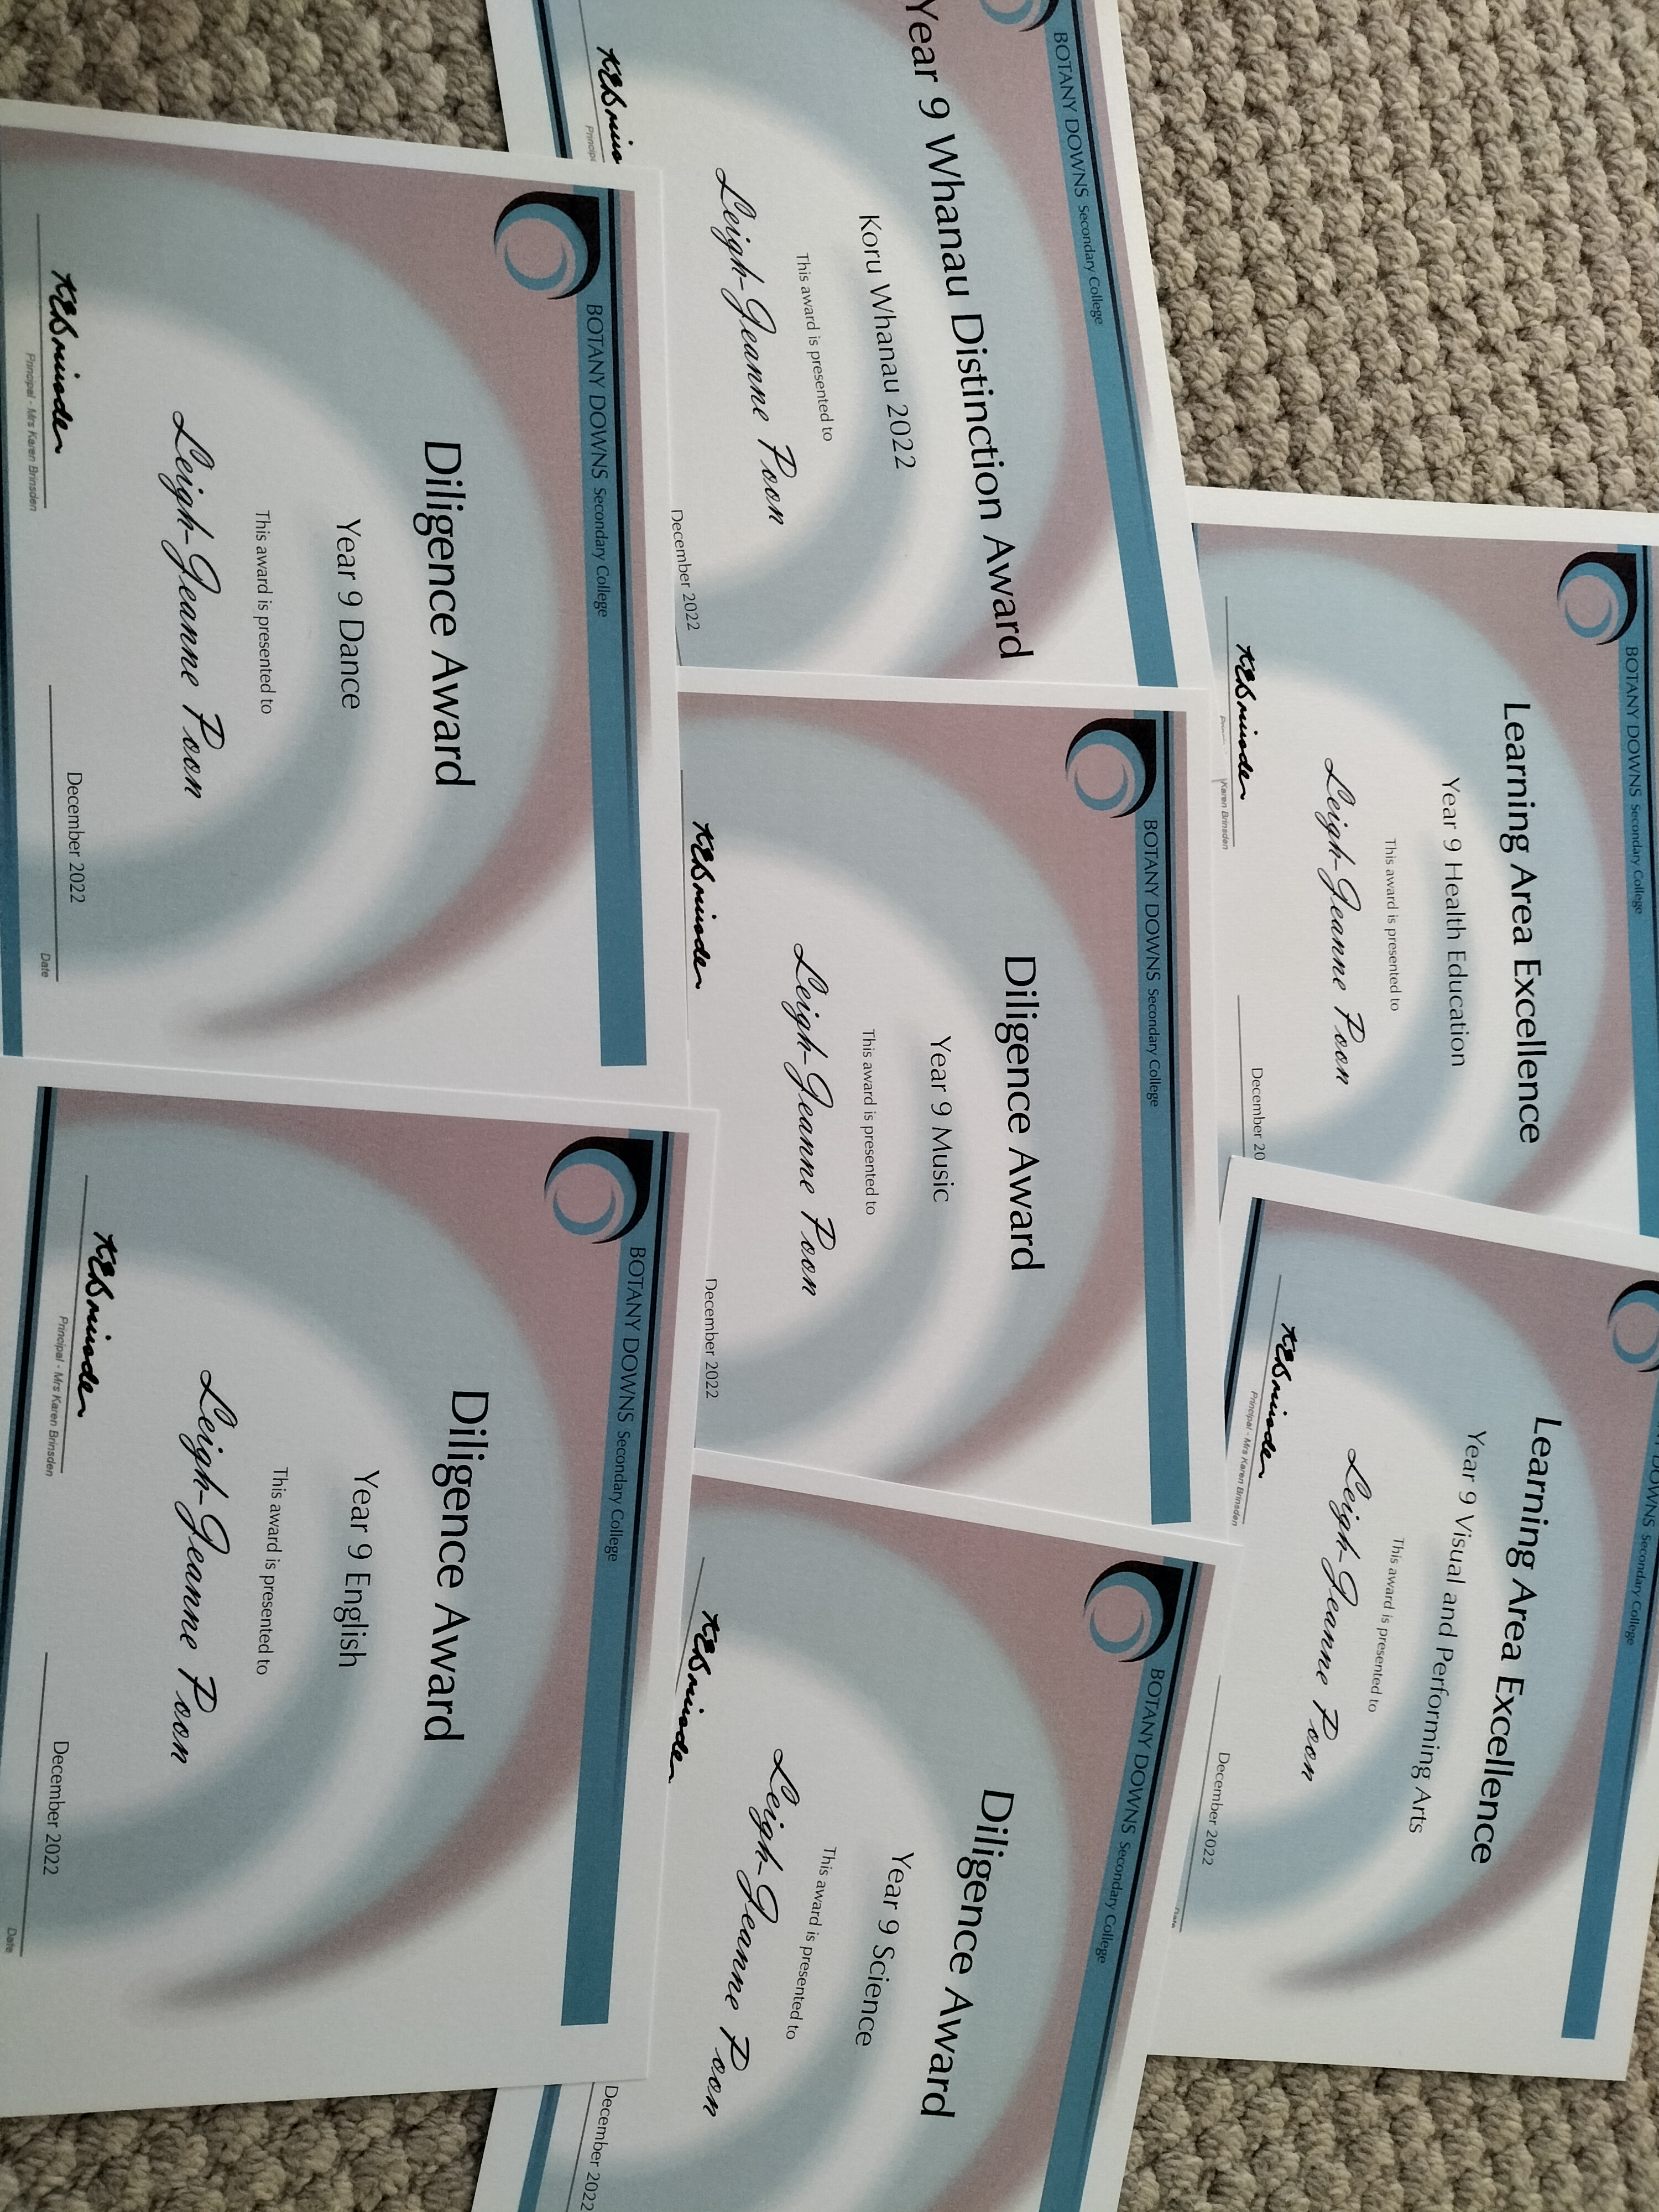 BOTANY DOWNS Secondary College
Learning Area Excellence
Year 9 Health Education
This award is presented to
Leigh-Jeanne Poon
KEBrinsden
December 20
Karen Brinsden
DOWNS Secondary College
Learning Area Excellence
Year 9 Visual and Performing Arts
This award is presented to
Leigh-Jeanne Poon
KEBrinsden
Principal - Mrs Karen Brinsden
December 2022
Date
BOTANY DOWNS Secondary College
Year 9 Whanau Distinction Award
Koru Whanau 2022
This award is presented to
Leigh-Jeanne Poon
December 2022
KEBrins
Principa
BOTANY DOWNS Secondary College
Diligence Award
Year 9 Music
This award is presented to
Leigh-Jeanne Poon
KEBrinsden
December 2022
BOTANY DOWNS Secondary College
Diligence Award
Year 9 Science
This award is presented to
Leigh-Jeanne Poon
KEBrinsden
December 2022
BOTANY DOWNS Secondary College
Diligence Award
Year 9 Dance
This award is presented to
Leigh-Jeanne Poon
KEBrinsden
December 2022
Principal - Mrs Karen Brinsden
Date
BOTANY DOWNS Secondary College
Diligence Award
Year 9 English
This award is presented to
Leigh-Jeanne Poon
KEBrinsden
December 2022
Principal - Mrs Karen Brinsden
Date